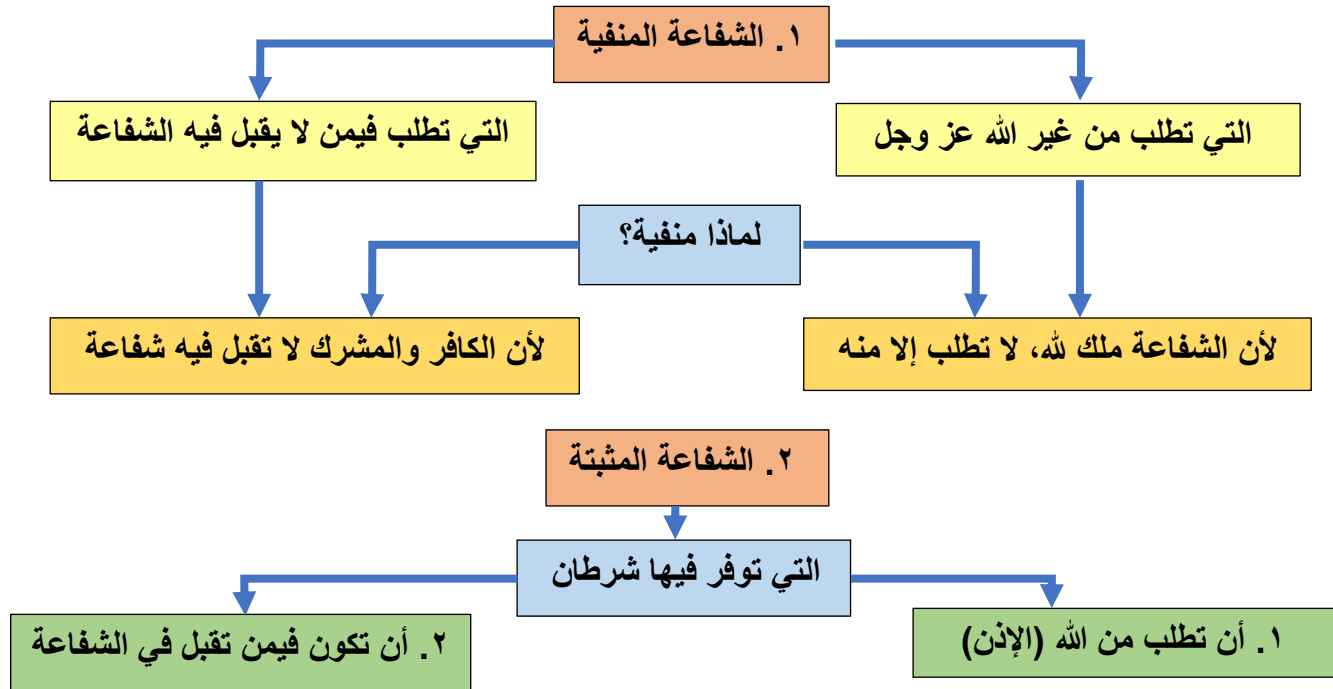 ١. الشفاعة المنفية
التي تطلب من غير الله عز وجل
التي تطلب فيمن لا يقبل فيه الشفاعة
لماذا منفية؟
لأن الشفاعة ملك لله، لا تطلب إلا منه
لأن الكافر والمشرك لا تقبل فيه شفاعة
٢. الشفاعة المثبتة
التي توفر فيها شرطان
١. أن تطلب من الله (الإذن)
٢. أن تكون فيمن تقبل في الشفاعة